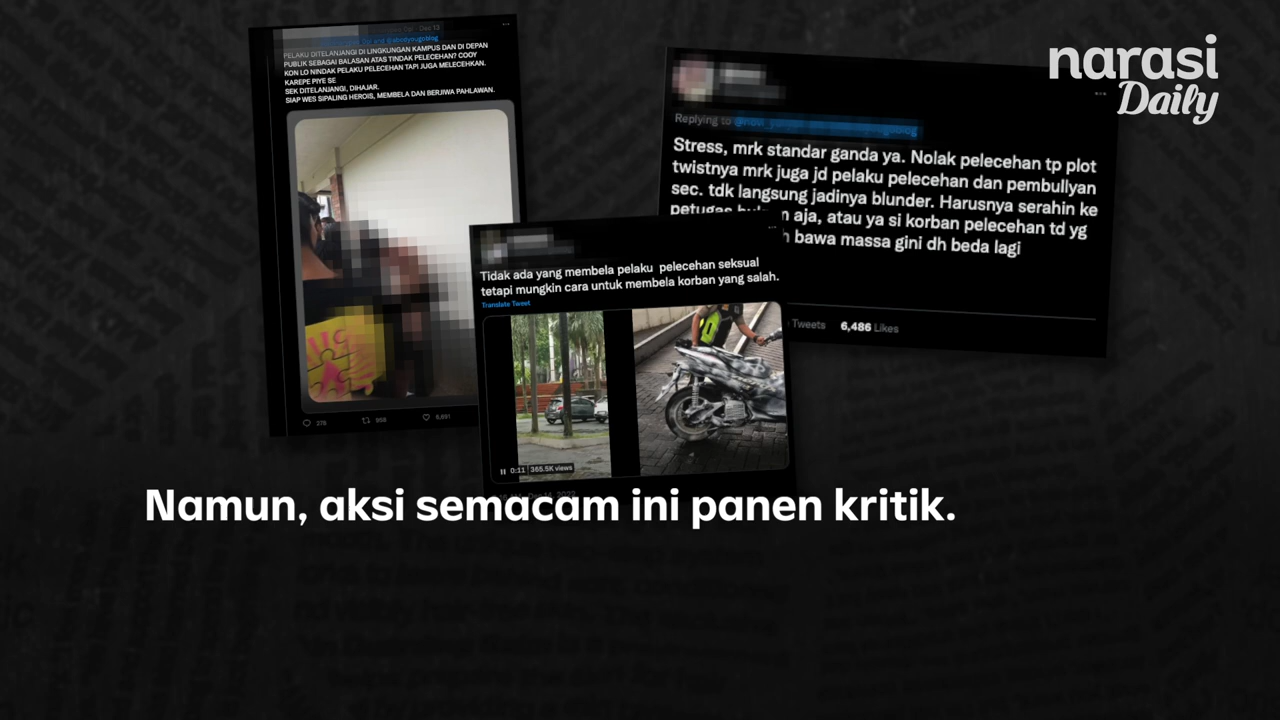 narasi
Daily
PELAKU DITELANJANGI DI LINGKUNGAN KAMPUS DAN DI DEPAN
PUBLIK SEBAGAI BALASAN ATAS TINDAK PELECEHAN? COOY
KON LO NINDAK PELAKU PELECEHAN TAPI JUGA MELECEHKAN.
KAREPE PIYE SE
SEK DITELANJANGI, DIHAJAR.
SIAP WES SIPALING HEROIS, MEMBELA DAN BERJIWA PAHLAWAN.
278
956
6,691
Replying to
Stress, mrk standar ganda ya. Nolak pelecehan tp plot
twistnya mrk juga jd pelaku pelecehan dan pembullyan
sec. tdk langsung jadinya blunder. Harusnya serahin ke
petugas aja, atau ya si korban pelecehan td yg
bawa massa gini dh beda lagi
Tweets 6,486 Likes
Tidak ada yang membela pelaku pelecehan seksual
tetapi mungkin cara untuk membela korban yang salah.
Translate Tweet
0:11 365.5K views
Namun, aksi semacam ini panen kritik.